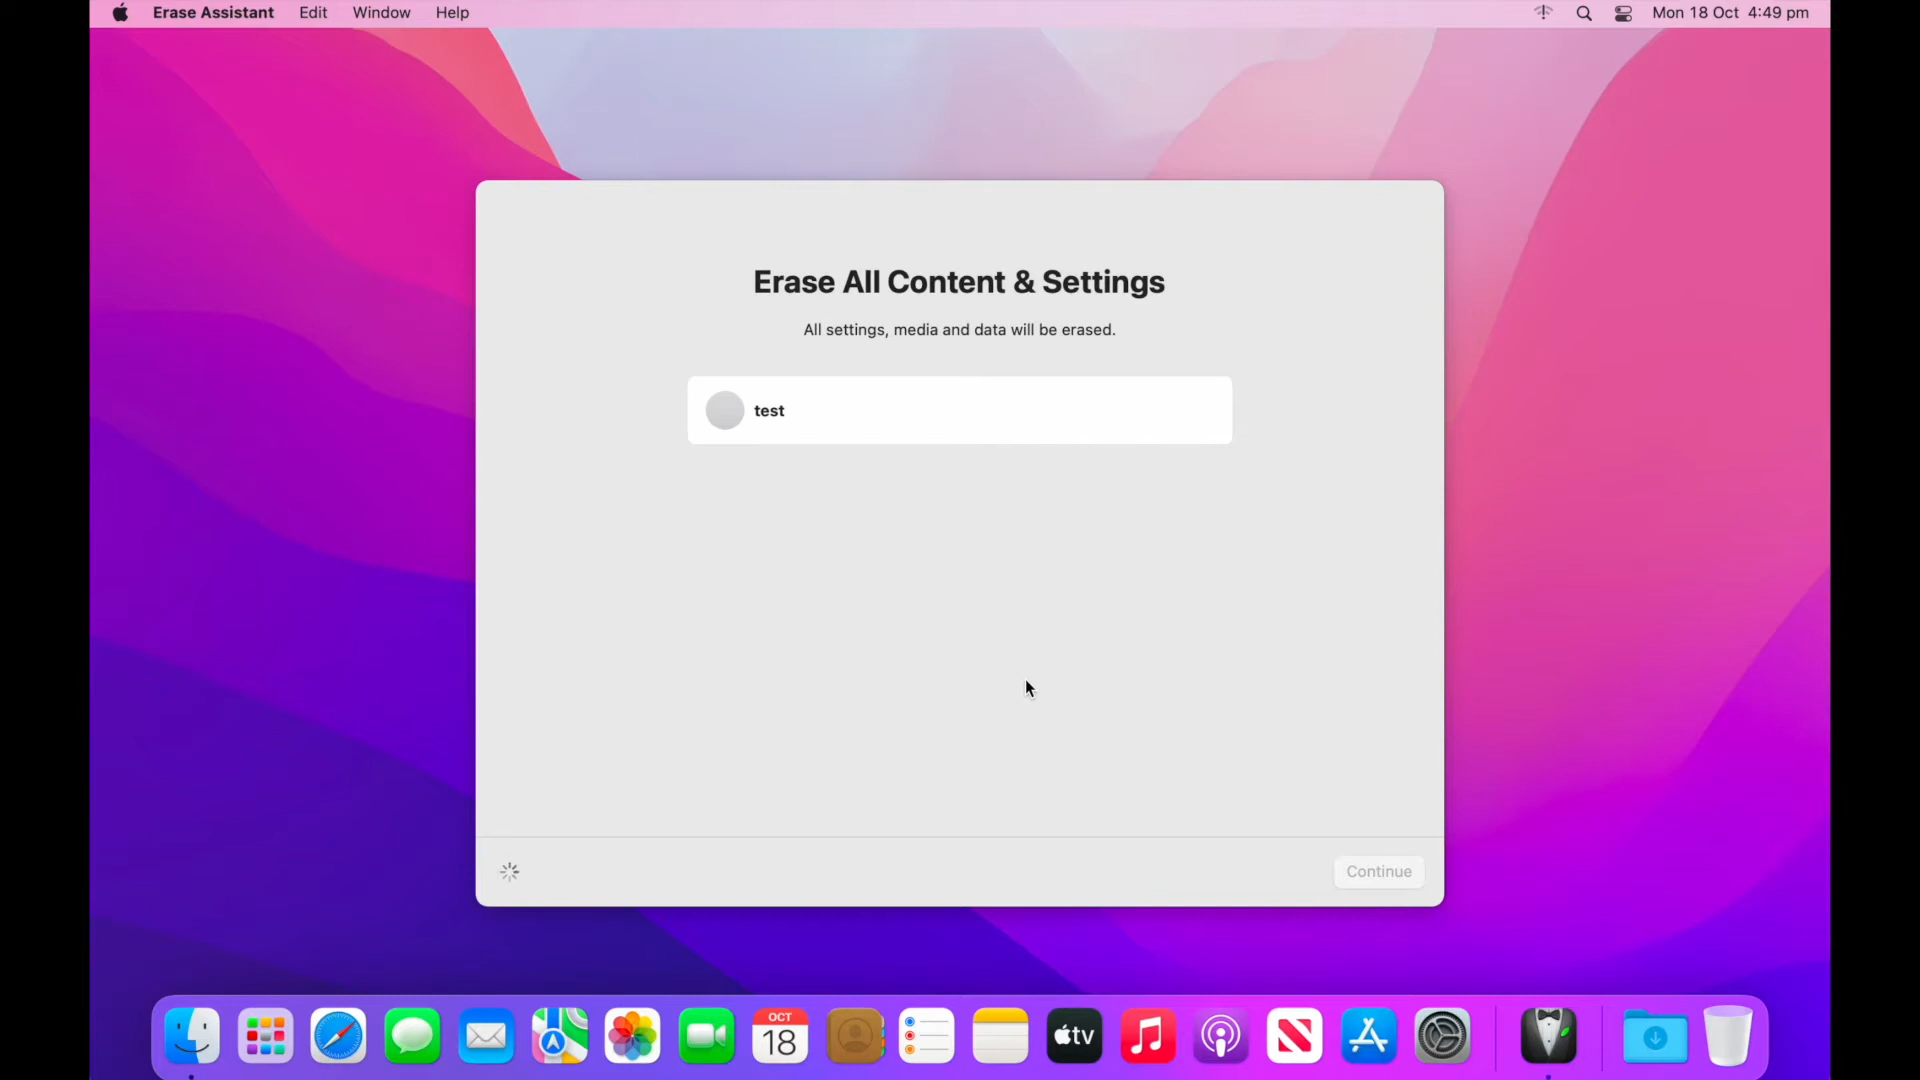 Erase Assistant Edit Window Help Mon 18 Oct 4:49 pm
Erase All Content & Settings
All settings, media and data will be erased.
test
Continue
OCT
18
tv